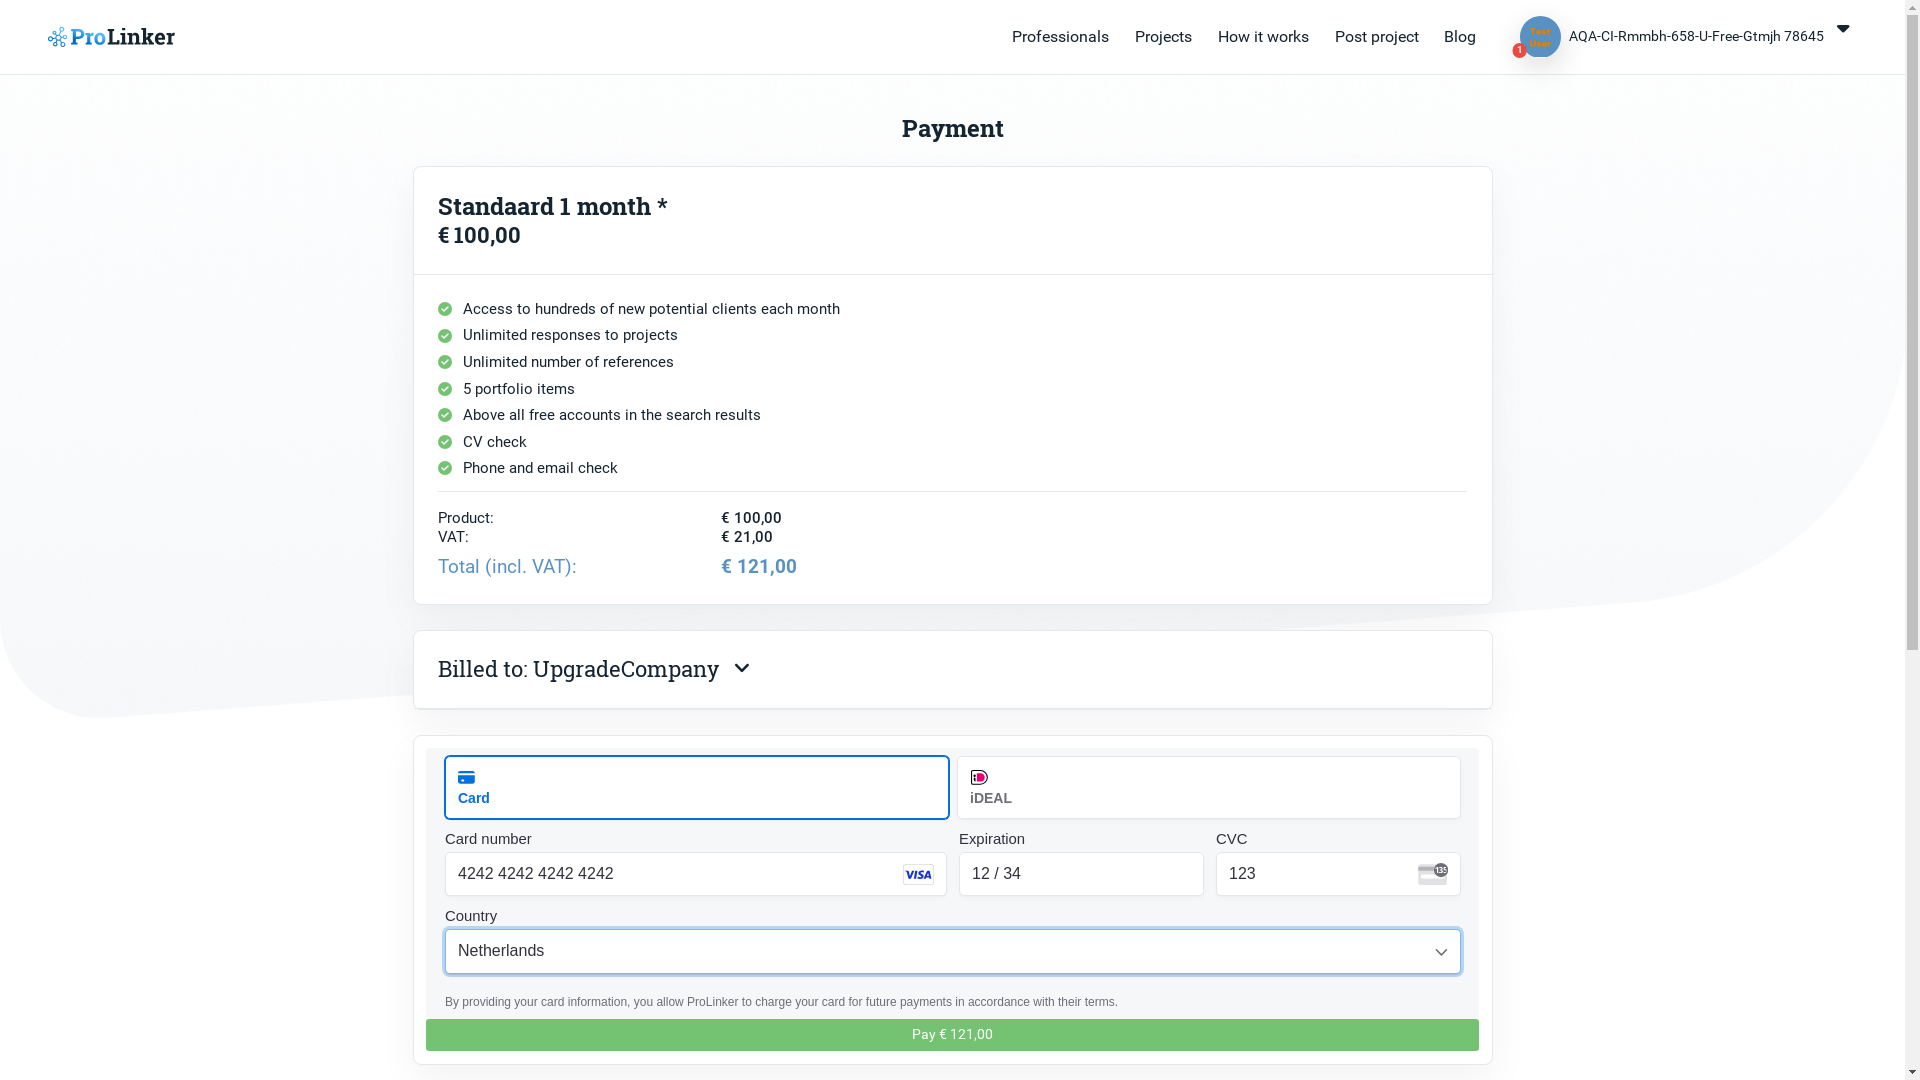 ProLinker
Professionals Projects How it works Post project Blog
Test
User
1
AQA-CI-Rmmbh-658-U-Free-Gtmjh 78645
Payment
Standaard 1 month *
€ 100,00
Access to hundreds of new potential clients each month
Unlimited responses to projects
Unlimited number of references
5 portfolio items
Above all free accounts in the search results
CV check
Phone and email check
Product: € 100,00
VAT: € 21,00
Total (incl. VAT): € 121,00
Billed to: UpgradeCompany
Card
iDEAL
Card number Expiration CVC
4242 4242 4242 4242 VISA 12 / 34 123 135
Country
Netherlands
By providing your card information, you allow ProLinker to charge your card for future payments in accordance with their terms.
Pay € 121,00